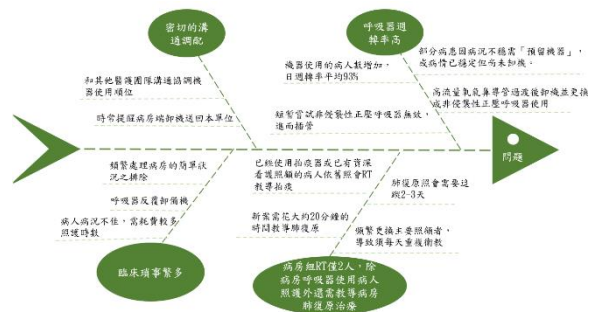 密切的溝
通調配
呼吸器週
轉率高
和其他醫護團隊溝通協調機
器使用順位
時常提醒病房端卸機送回本單位
機器使用的病人數增加,
日週轉率平均93%
短暫嘗試非侵襲性正壓呼吸器無效,
進而插管
部分病患因病況不穩需「預留機器」,
或病情已穩定但尚未卸機。
高流量氧氣鼻導管過渡後卸機並更換
成非侵襲性正壓呼吸器使用
問題
頻繁處理病房的簡單狀
況之排除
呼吸器反覆卸備機
病人病況不佳,需耗費較多
照護時數
臨床瑣事繁多
已經使用拍痰器或已有資深
看護照顧的病人依舊照會RT
教導拍痰
新案需花大約20分鐘的
時間教導肺復原
肺復原照會需要追
蹤2-3天
頻繁更換主要照顧者,
導致須每天重複衛教
病房組RT僅2人,除
病房呼吸器使用病人
照護外還需教導病房
肺復原治療